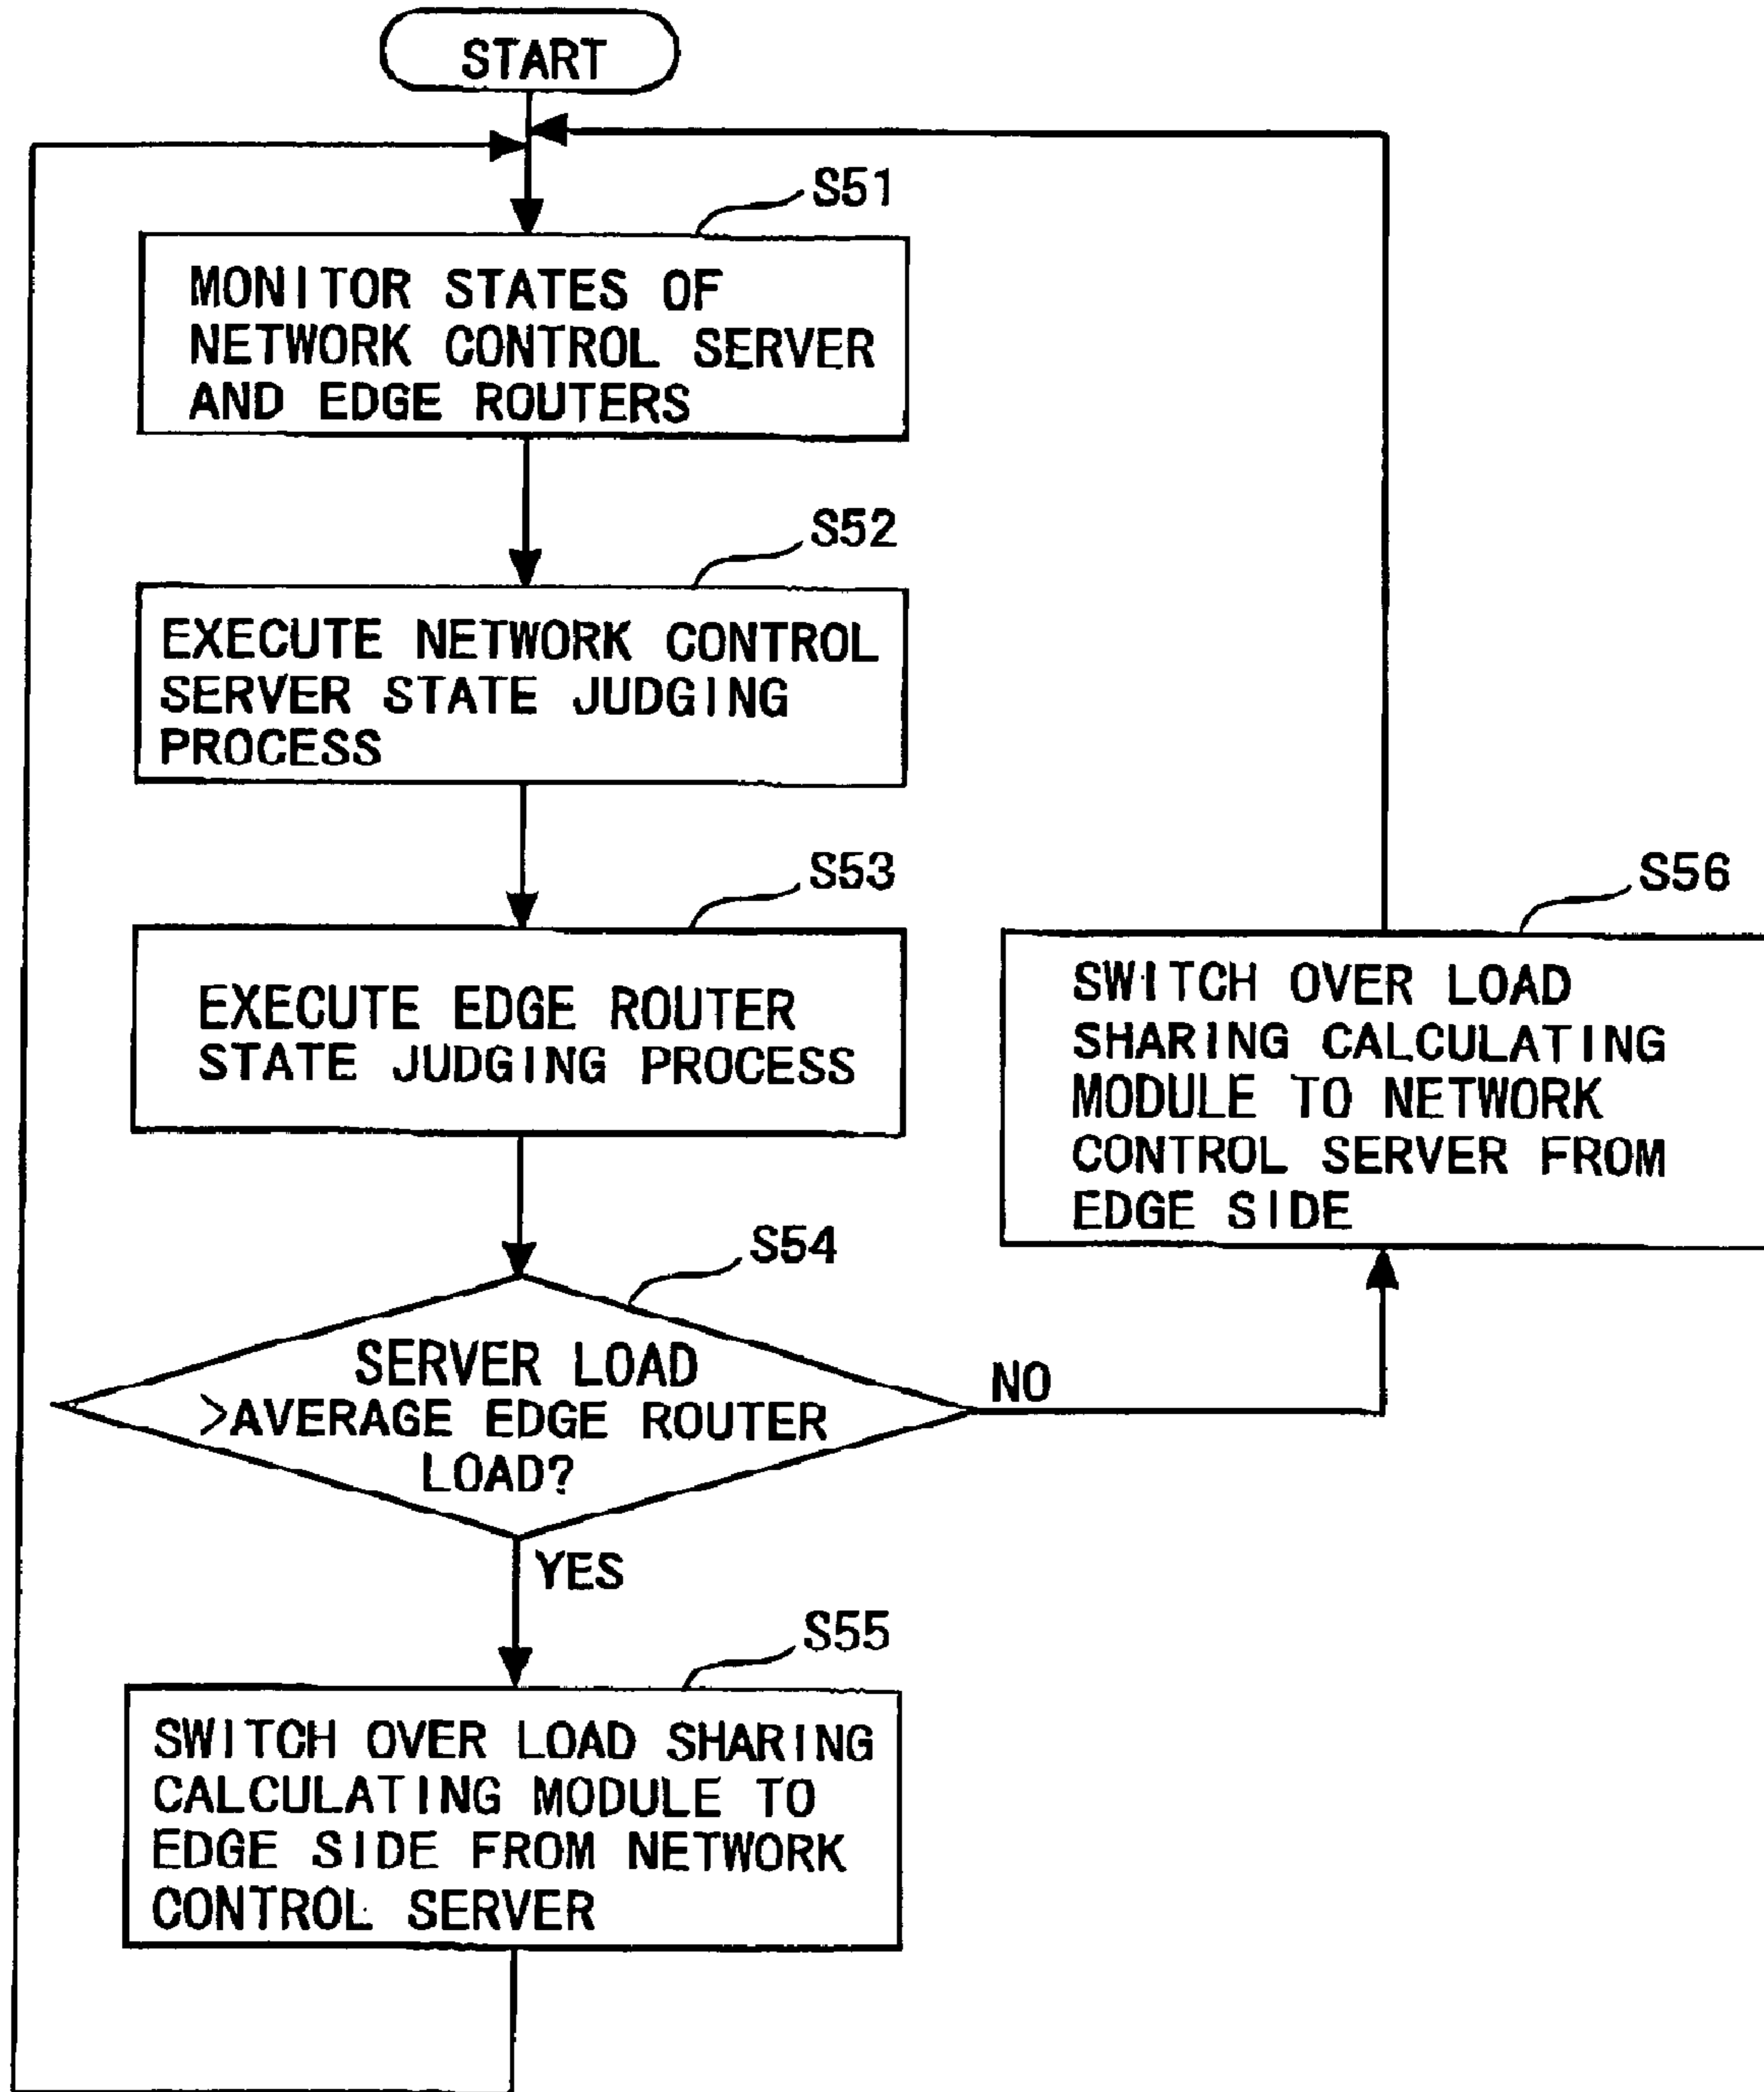 START
S51
MONITOR STATES OF
NETWORK CONTROL SERVER
AND EDGE ROUTERS
S52
EXECUTE NETWORK CONTROL
SERVER STATE JUDGING
PROCESS
S53
EXECUTE EDGE ROUTER
STATE JUDGING PROCESS
S56
SWITCH OVER LOAD
SHARING CALCULATING
MODULE TO NETWORK
CONTROL SERVER FROM
EDGE SIDE
S54
SERVER LOAD
>AVERAGE EDGE ROUTER
LOAD?
NO
YES
S55
SWITCH OVER LOAD SHARING
CALCULATING MODULE TO
EDGE SIDE FROM NETWORK
CONTROL SERVER